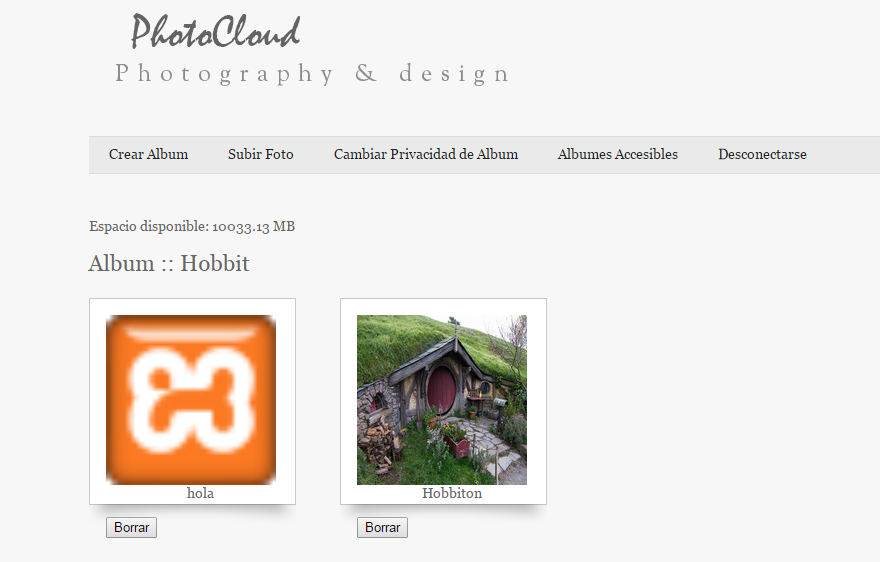 PhotoCloud
Photography & design
Crear Album Subir Foto Cambiar Privacidad de Album Albumes Accesibles Desconectarse
Espacio disponible: 10033.13 MB
Album :: Hobbit
hola Hobbiton
Borrar Borrar